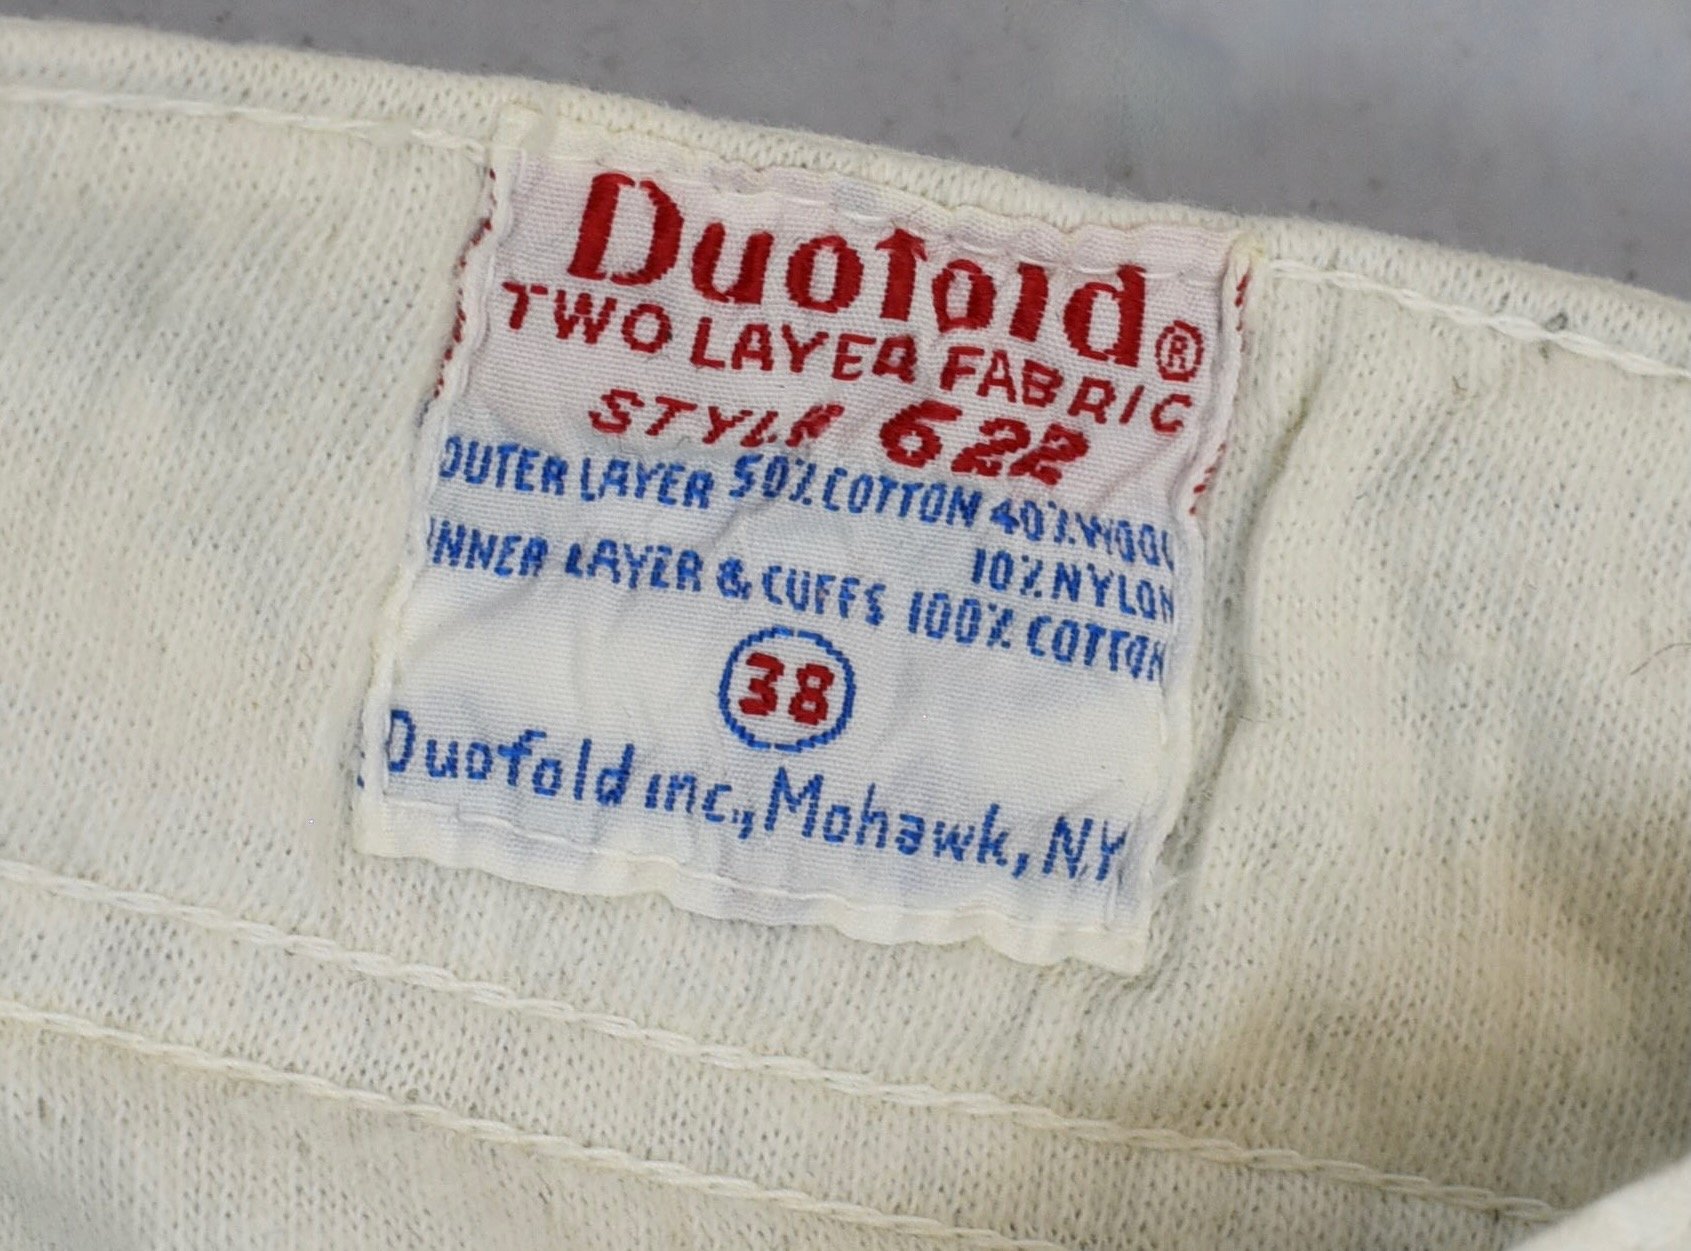 Duofold®
TWO LAYER FABRIC
STYLE 622
OUTER LAYER 50% COTTON 40% WOOL
10% NYLON
INNER LAYER & CUFFS 100% COTTON
38
Duofold inc., Mohawk, NY